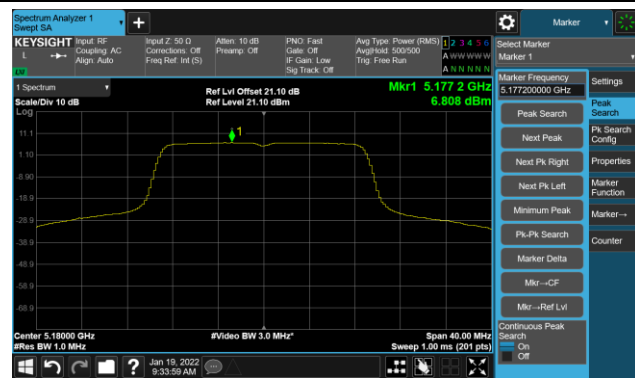 Spectrum Analyzer 1
Swept SA
Marker
KEYSIGHT
L
Input: RF
Coupling: AC
Align: Auto
Input Z: 50 Ω
Corrections: Off
Freq Ref: Int (S)
Atten: 10 dB
Preamp: Off
PNO: Fast
Gate: Off
IF Gain: Low
Sig Track: Off
Avg Type: Power (RMS)
Avg|Hold: 500/500
Trig: Free Run
1 2 3 4 5 6
A W W W W W
A N N N N N
Select Marker
Marker 1
1 Spectrum
Scale/Div 10 dB
Log
Ref Lvl Offset 21.10 dB
Ref Level 21.10 dBm
Mkr1 5.177 2 GHz
6.808 dBm
1
11.1
1.10
-8.90
-18.9
-28.9
-38.9
-48.9
-58.9
-68.9
Center 5.18000 GHz
#Res BW 1.0 MHz
#Video BW 3.0 MHz*
Span 40.00 MHz
Sweep 1.00 ms (201 pts)
Marker Frequency
5.177200000 GHz
Peak Search
Next Peak
Next Pk Right
Next Pk Left
Minimum Peak
Pk-Pk Search
Marker Delta
Mkr→CF
Mkr→Ref Lvl
Continuous Peak
Search
On
Off
Settings
Peak
Search
Pk Search
Config
Properties
Marker
Function
Marker→
Counter
Jan 19, 2022
9:33:59 AM